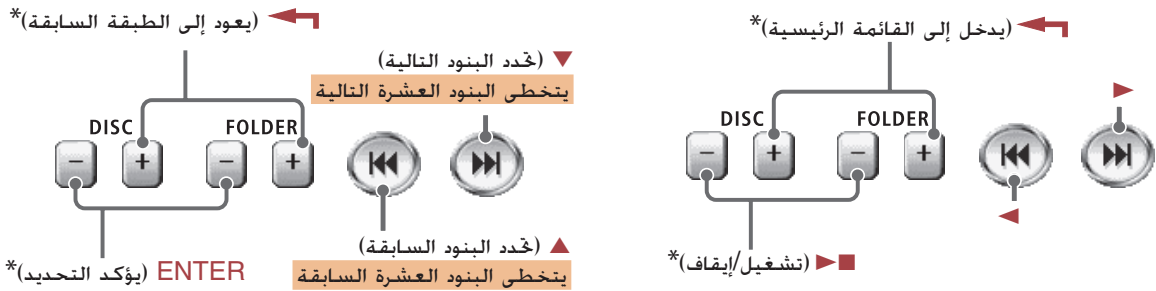 (يعود إلى الطبقة السابقة)*
▼ (تحدد البنود التالية)
يتخطى البنود العشرة التالية
DISC FOLDER
− + − +
▲ (تحدد البنود السابقة)
يتخطى البنود العشرة السابقة
ENTER (يؤكد التحديد)*
(يدخل إلى القائمة الرئيسية)*
DISC FOLDER
− + − +
(تشغيل/إيقاف)*